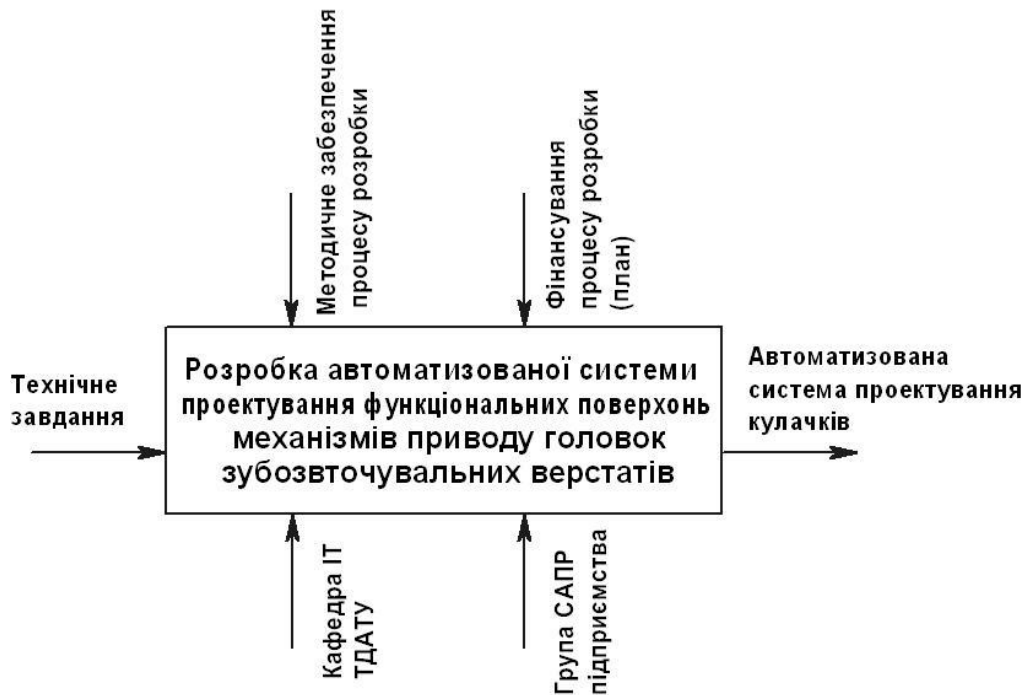 Методичне забезпечення
процесу розробки
Фінансування
процесу розробки
(план)
Технічне
завдання
Розробка автоматизованої системи
проектування функціональних поверхонь
механізмів приводу головок
зубозвточувальних верстатів
Автоматизована
система проектування
кулачків
Кафедра ІТ
ТДАТУ
Група САПР
підприємства